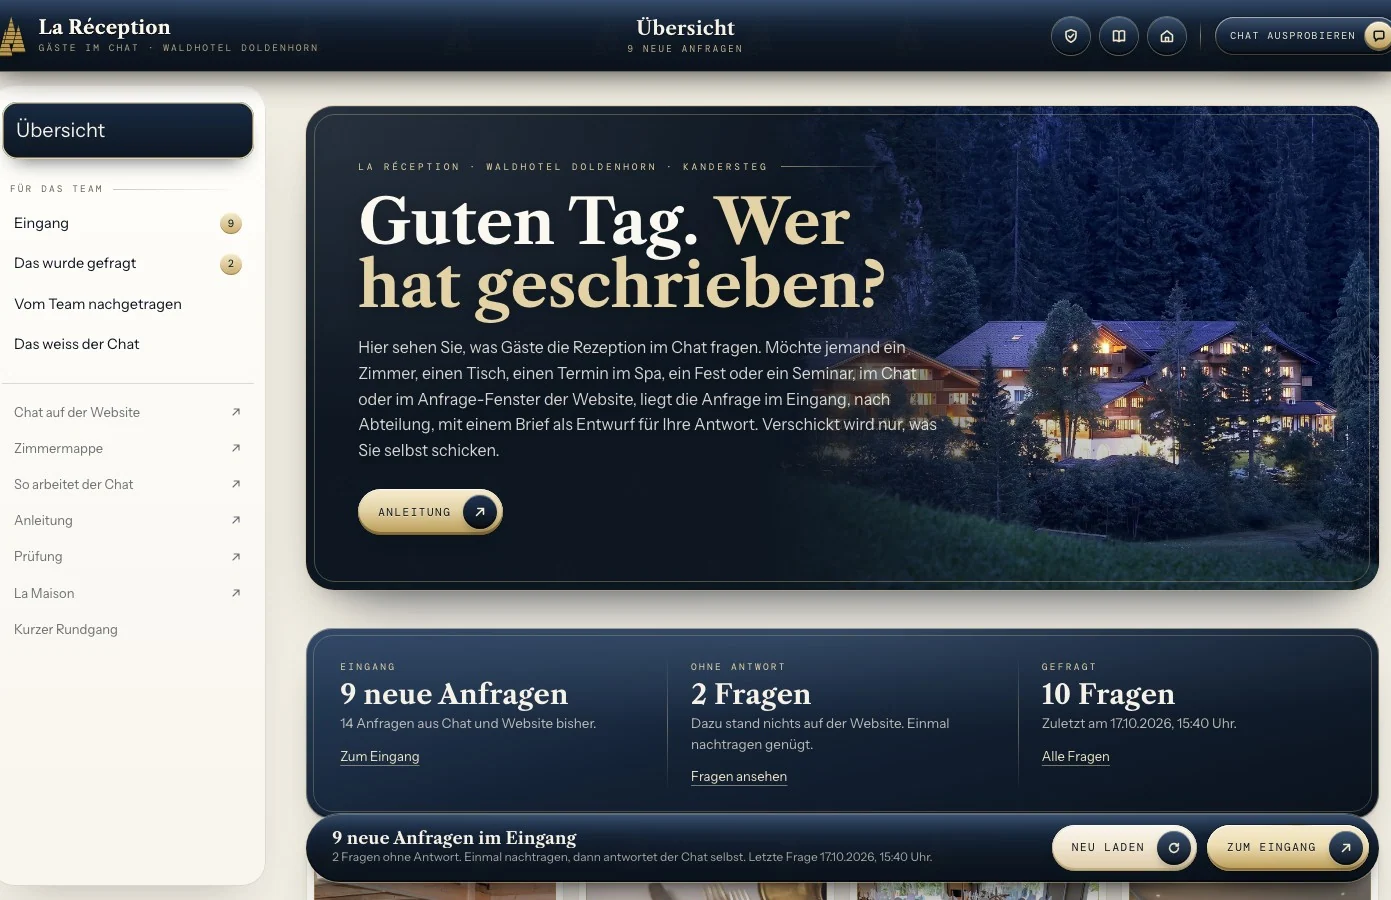 La Réception
GÄSTE IM CHAT · WALDHOTEL DOLDENHORN
Übersicht
9 NEUE ANFRAGEN
CHAT AUSPROBIEREN
Übersicht
FÜR DAS TEAM
Eingang 9
Das wurde gefragt 2
Vom Team nachgetragen
Das weiss der Chat
Chat auf der Website
Zimmermappe
So arbeitet der Chat
Anleitung
Prüfung
La Maison
Kurzer Rundgang
LA RÉCEPTION · WALDHOTEL DOLDENHORN · KANDERSTEG
Guten Tag. Wer
hat geschrieben?
Hier sehen Sie, was Gäste die Rezeption im Chat fragen. Möchte jemand ein
Zimmer, einen Tisch, einen Termin im Spa, ein Fest oder ein Seminar, im Chat
oder im Anfrage-Fenster der Website, liegt die Anfrage im Eingang, nach
Abteilung, mit einem Brief als Entwurf für Ihre Antwort. Verschickt wird nur, was
Sie selbst schicken.
ANLEITUNG
EINGANG
9 neue Anfragen
14 Anfragen aus Chat und Website bisher.
Zum Eingang
OHNE ANTWORT
2 Fragen
Dazu stand nichts auf der Website. Einmal
nachtragen genügt.
Fragen ansehen
GEFRAGT
10 Fragen
Zuletzt am 17.10.2026, 15:40 Uhr.
Alle Fragen
9 neue Anfragen im Eingang
2 Fragen ohne Antwort. Einmal nachtragen, dann antwortet der Chat selbst. Letzte Frage 17.10.2026, 15:40 Uhr.
NEU LADEN
ZUM EINGANG